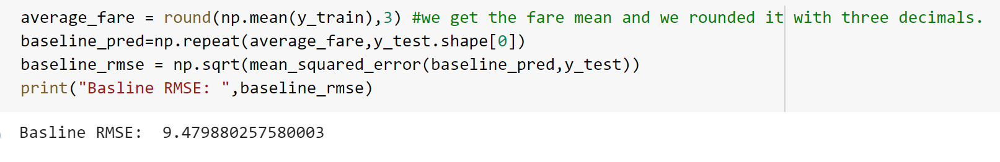 average_fare = round(np.mean(y_train),3) #we get the fare mean and we rounded it with three decimals.
baseline_pred=np.repeat(average_fare,y_test.shape[0])
baseline_rmse = np.sqrt(mean_squared_error(baseline_pred,y_test))
print("Basline RMSE: ",baseline_rmse)
Basline RMSE:  9.479880257580003